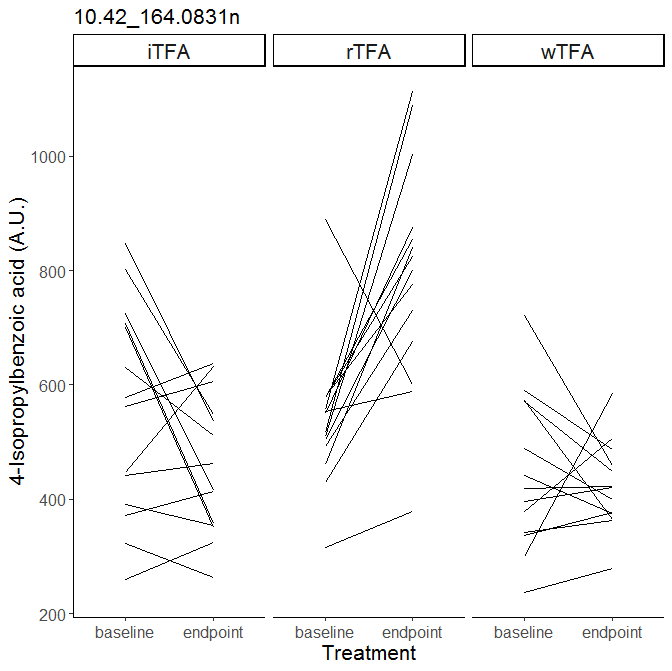 10.42_164.0831n
iTFA rTFA wTFA
4-Isopropylbenzoic acid (A.U.)
1000
800
600
400
200
baseline endpoint baseline endpoint baseline endpoint
Treatment